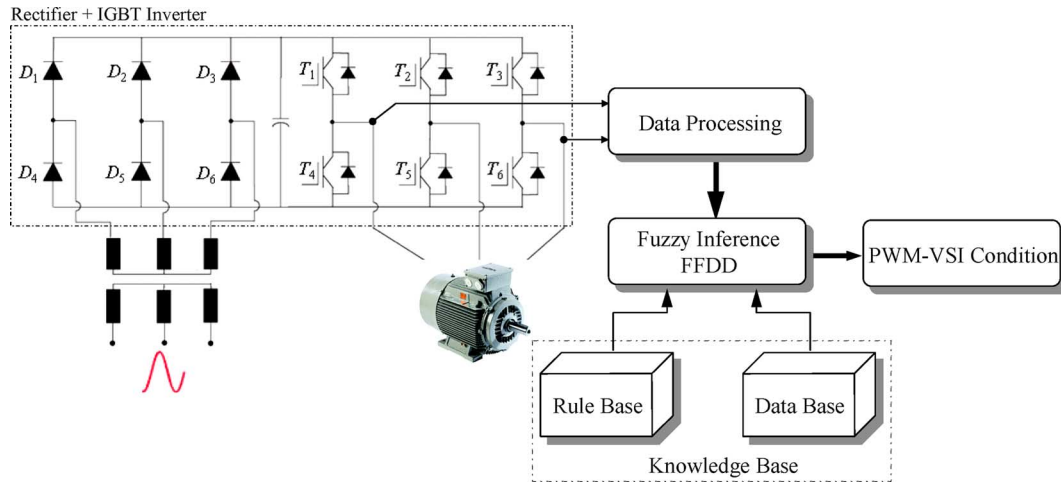 Rectifier + IGBT Inverter
D1 D2 D3 T1 T2 T3
D4 D5 D6 T4 T5 T6
Data Processing
Fuzzy Inference
FFDD
PWM-VSI Condition
Rule Base
Data Base
Knowledge Base